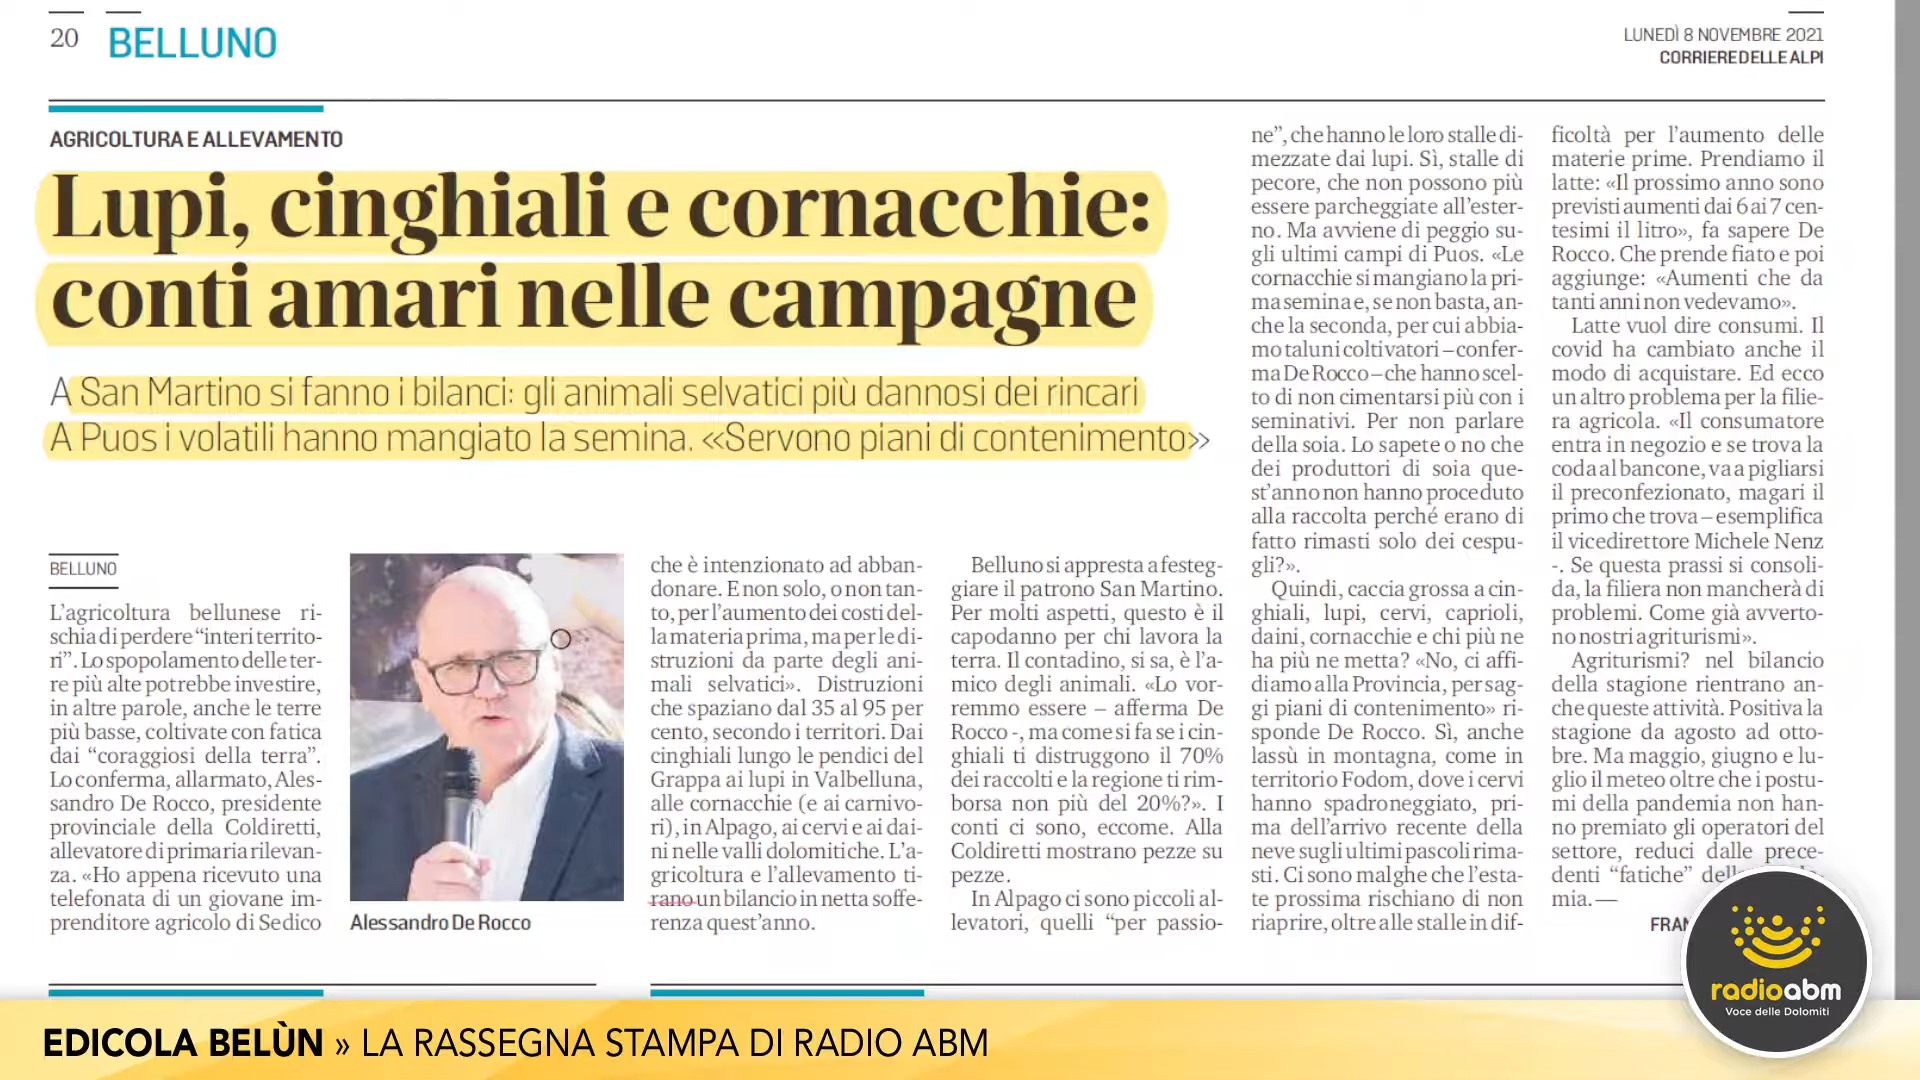 20 BELLUNO
LUNEDÌ 8 NOVEMBRE 2021
CORRIERE DELLE ALPI
AGRICOLTURA E ALLEVAMENTO
Lupi, cinghiali e cornacchie:
conti amari nelle campagne
A San Martino si fanno i bilanci: gli animali selvatici più dannosi dei rincari
A Puos i volatili hanno mangiato la semina. «Servono piani di contenimento»
BELLUNO
L'agricoltura bellunese ri-
schia di perdere “interi territo-
ri”. Lo spopolamento delle ter-
re più alte potrebbe investire,
in altre parole, anche le terre
più basse, coltivate con fatica
dai “coraggiosi della terra”.
Lo conferma, allarmato, Ales-
sandro De Rocco, presidente
provinciale della Coldiretti,
allevatore di primaria rilevan-
za. «Ho appena ricevuto una
telefonata di un giovane im-
prenditore agricolo di Sedico
Alessandro De Rocco
che è intenzionato ad abban-
donare. E non solo, o non tan-
to, per l'aumento dei costi del-
la materia prima, ma per le di-
struzioni da parte degli ani-
mali selvatici». Distruzioni
che spaziano dal 35 al 95 per
cento, secondo i territori. Dai
cinghiali lungo le pendici del
Grappa ai lupi in Valbelluna,
alle cornacchie (e ai carnivo-
ri), in Alpago, ai cervi e ai dai-
ni nelle valli dolomitiche. L'a-
gricoltura e l'allevamento ti-
rano un bilancio in netta soffe-
renza quest'anno.
Belluno si appresta a festeg-
giare il patrono San Martino.
Per molti aspetti, questo è il
capodanno per chi lavora la
terra. Il contadino, si sa, è l'a-
mico degli animali. «Lo vor-
remmo essere – afferma De
Rocco -, ma come si fa se i cin-
ghiali ti distruggono il 70%
dei raccolti e la regione ti rim-
borsa non più del 20%?». I
conti ci sono, eccome. Alla
Coldiretti mostrano pezze su
pezze.
In Alpago ci sono piccoli al-
levatori, quelli “per passio-
ne”, che hanno le loro stalle di-
mezzate dai lupi. Sì, stalle di
pecore, che non possono più
essere parcheggiate all'ester-
no. Ma avviene di peggio su-
gli ultimi campi di Puos. «Le
cornacchie si mangiano la pri-
ma semina e, se non basta, an-
che la seconda, per cui abbia-
mo taluni coltivatori – confer-
ma De Rocco – che hanno scel-
to di non cimentarsi più con i
seminativi. Per non parlare
della soia. Lo sapete o no che
dei produttori di soia que-
st'anno non hanno proceduto
alla raccolta perché erano di
fatto rimasti solo dei cespu-
gli?».
Quindi, caccia grossa a cin-
ghiali, lupi, cervi, caprioli,
daini, cornacchie e chi più ne
ha più ne metta? «No, ci affi-
diamo alla Provincia, per sag-
gi piani di contenimento» ri-
sponde De Rocco. Sì, anche
lassù in montagna, come in
territorio Fodom, dove i cervi
hanno spadroneggiato, pri-
ma dell'arrivo recente della
neve sugli ultimi pascoli rima-
sti. Ci sono malghe che l'esta-
te prossima rischiano di non
riaprire, oltre alle stalle in dif-
ficoltà per l'aumento delle
materie prime. Prendiamo il
latte: «Il prossimo anno sono
previsti aumenti dai 6 ai 7 cen-
tesimi il litro», fa sapere De
Rocco. Che prende fiato e poi
aggiunge: «Aumenti che da
tanti anni non vedevamo».
Latte vuol dire consumi. Il
covid ha cambiato anche il
modo di acquistare. Ed ecco
un altro problema per la filie-
ra agricola. «Il consumatore
entra in negozio e se trova la
coda al bancone, va a pigliarsi
il preconfezionato, magari il
primo che trova – esemplifica
il vicedirettore Michele Nenz
-. Se questa prassi si consoli-
da, la filiera non mancherà di
problemi. Come già avverto-
no nostri agriturismi».
Agriturismi? nel bilancio
della stagione rientrano an-
che queste attività. Positiva la
stagione da agosto ad otto-
bre. Ma maggio, giugno e lu-
glio il meteo oltre che i postu-
mi della pandemia non han-
no premiato gli operatori del
settore, reduci dalle prece-
denti “fatiche”
mia. —
radioabm
Voce delle Dolomiti
EDICOLA BELÙN » LA RASSEGNA STAMPA DI RADIO ABM